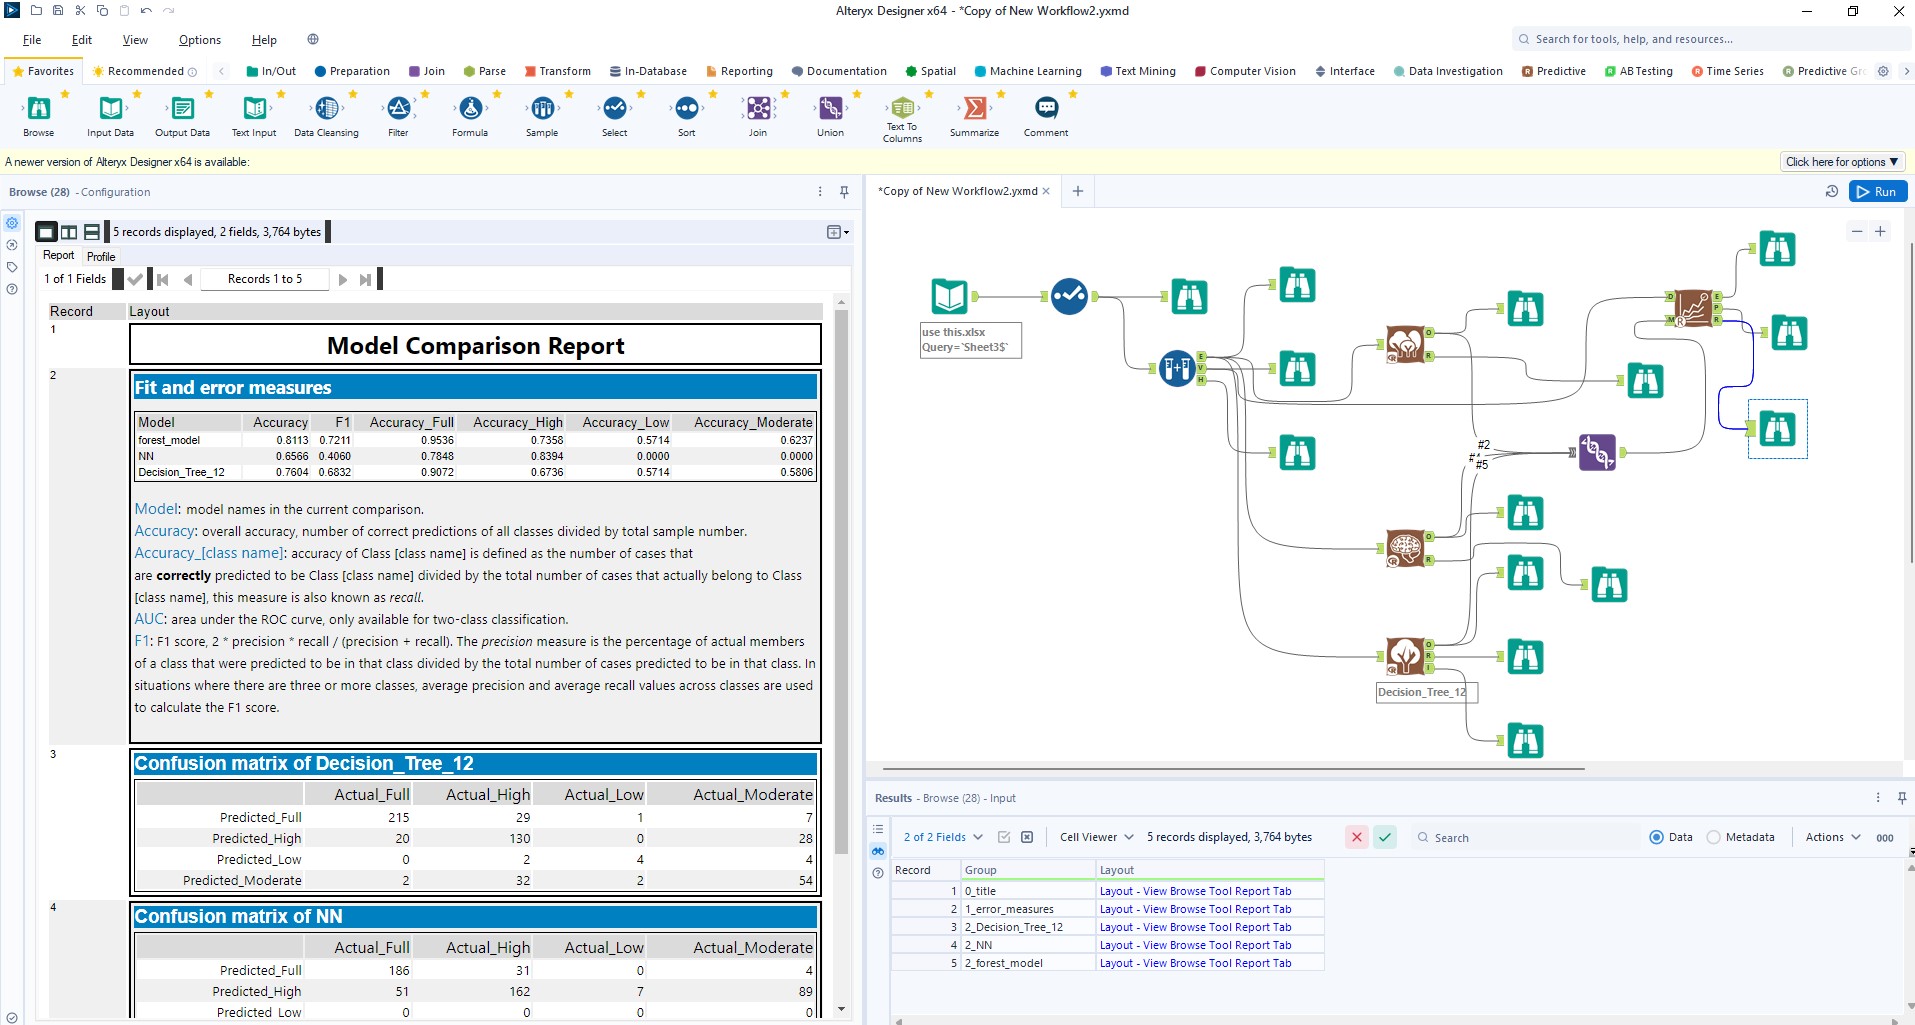 Alteryx Designer x64 - *Copy of New Workflow2.yxmd
File Edit View Options Help
Search for tools, help, and resources...
Favorites Recommended In/Out Preparation Join Parse Transform In-Database Reporting Documentation Spatial Machine Learning Text Mining Computer Vision Interface Data Investigation Predictive AB Testing Time Series Predictive Gr
Browse Input Data Output Data Text Input Data Cleansing Filter Formula Sample Select Sort Join Union Text To Columns Summarize Comment
A newer version of Alteryx Designer x64 is available:
Click here for options ▼
Browse (28) - Configuration
5 records displayed, 2 fields, 3,764 bytes
Report Profile
1 of 1 Fields Records 1 to 5
Record Layout
1
Model Comparison Report
2
Fit and error measures
Model Accuracy F1 Accuracy_Full Accuracy_High Accuracy_Low Accuracy_Moderate
forest_model 0.8113 0.7211 0.9536 0.7358 0.5714 0.6237
NN 0.6566 0.4060 0.7848 0.8394 0.0000 0.0000
Decision_Tree_12 0.7604 0.6832 0.9072 0.6736 0.5714 0.5806
Model: model names in the current comparison.
Accuracy: overall accuracy, number of correct predictions of all classes divided by total sample number.
Accuracy_[class name]: accuracy of Class [class name] is defined as the number of cases that
are correctly predicted to be Class [class name] divided by the total number of cases that actually belong to Class
[class name], this measure is also known as recall.
AUC: area under the ROC curve, only available for two-class classification.
F1: F1 score, 2 * precision * recall / (precision + recall). The precision measure is the percentage of actual members
of a class that were predicted to be in that class divided by the total number of cases predicted to be in that class. In
situations where there are three or more classes, average precision and average recall values across classes are used
to calculate the F1 score.
3
Confusion matrix of Decision_Tree_12
Actual_Full Actual_High Actual_Low Actual_Moderate
Predicted_Full 215 29 1 7
Predicted_High 20 130 0 28
Predicted_Low 0 2 4 4
Predicted_Moderate 2 32 2 54
4
Confusion matrix of NN
Actual_Full Actual_High Actual_Low Actual_Moderate
Predicted_Full 186 31 0 4
Predicted_High 51 162 7 89
Predicted_Low 0 0 0 0
*Copy of New Workflow2.yxmd
Run
use this.xlsx
Query=`Sheet3$`
E
V
H
O
R
D
M
E
P
R
#2
#5
O
R
O
R
I
Decision_Tree_12
Results - Browse (28) - Input
2 of 2 Fields Cell Viewer 5 records displayed, 3,764 bytes Search Data Metadata Actions 000
Record Group Layout
1 0_title Layout - View Browse Tool Report Tab
2 1_error_measures Layout - View Browse Tool Report Tab
3 2_Decision_Tree_12 Layout - View Browse Tool Report Tab
4 2_NN Layout - View Browse Tool Report Tab
5 2_forest_model Layout - View Browse Tool Report Tab